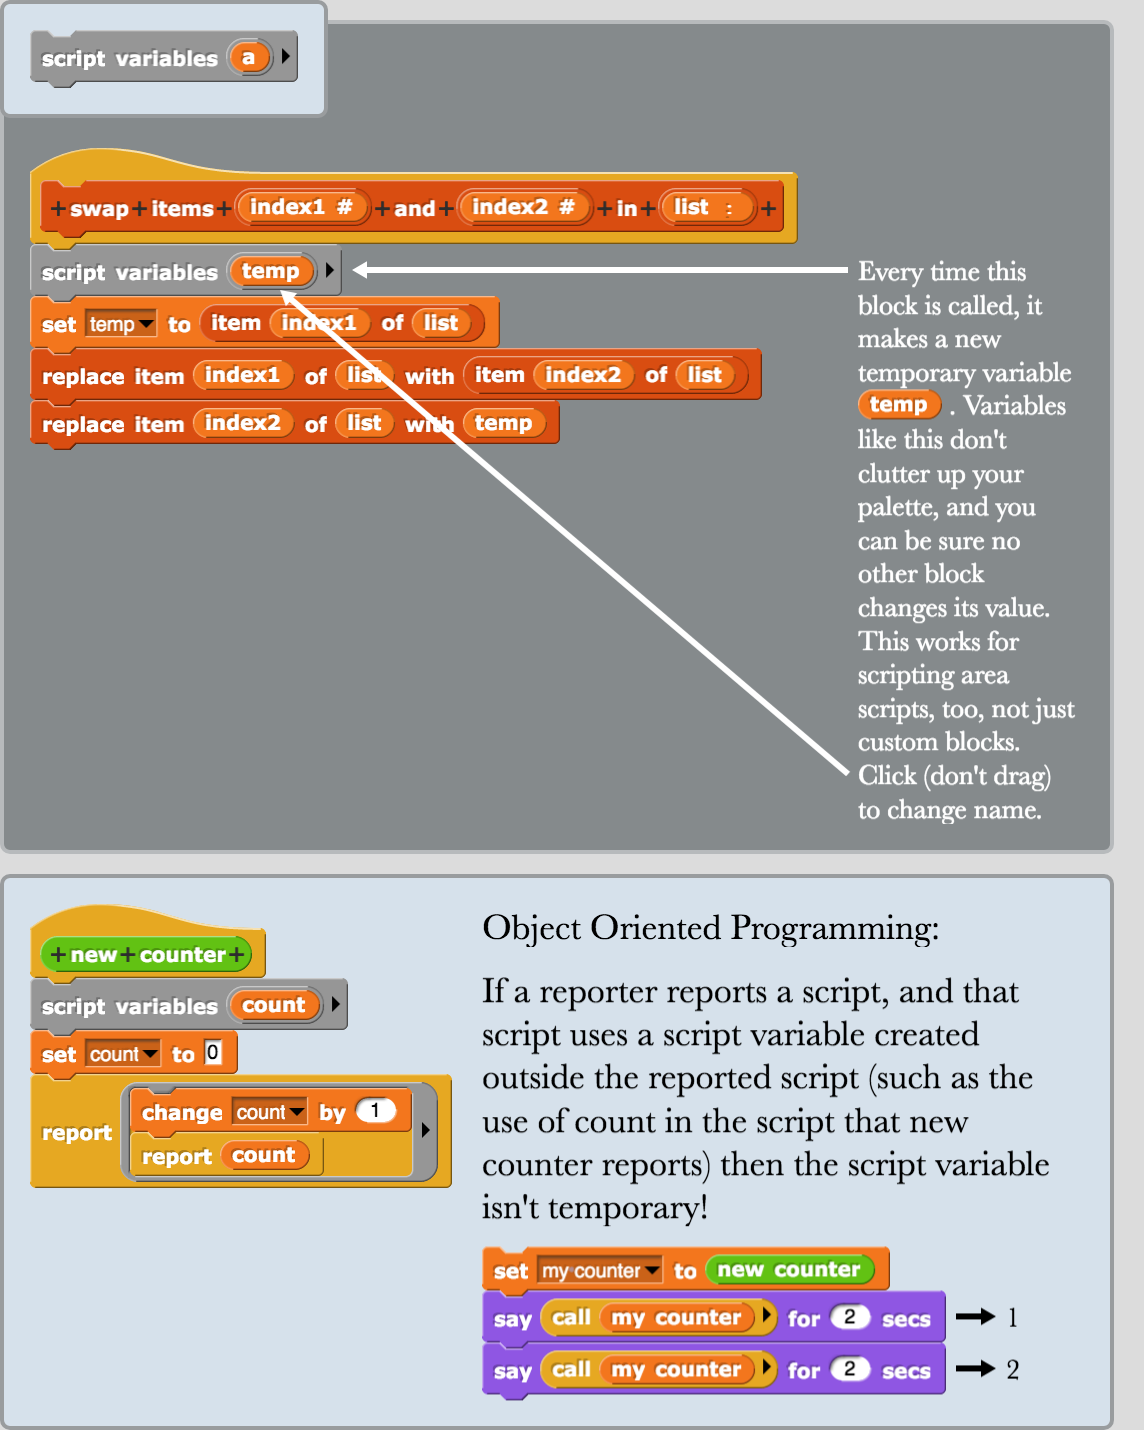 script variables a
+ swap + items + index1 # + and + index2 # + in + list : +
script variables temp
set temp to item index1 of list
replace item index1 of list with item index2 of list
replace item index2 of list with temp
Every time this
block is called, it
makes a new
temporary variable
temp . Variables
like this don't
clutter up your
palette, and you
can be sure no
other block
changes its value.
This works for
scripting area
scripts, too, not just
custom blocks.
Click (don't drag)
to change name.
+ new + counter +
script variables count
set count to 0
change count by 1
report
report count
Object Oriented Programming:
If a reporter reports a script, and that
script uses a script variable created
outside the reported script (such as the
use of count in the script that new
counter reports) then the script variable
isn't temporary!
set my counter to new counter
say call my counter for 2 secs → 1
say call my counter for 2 secs → 2